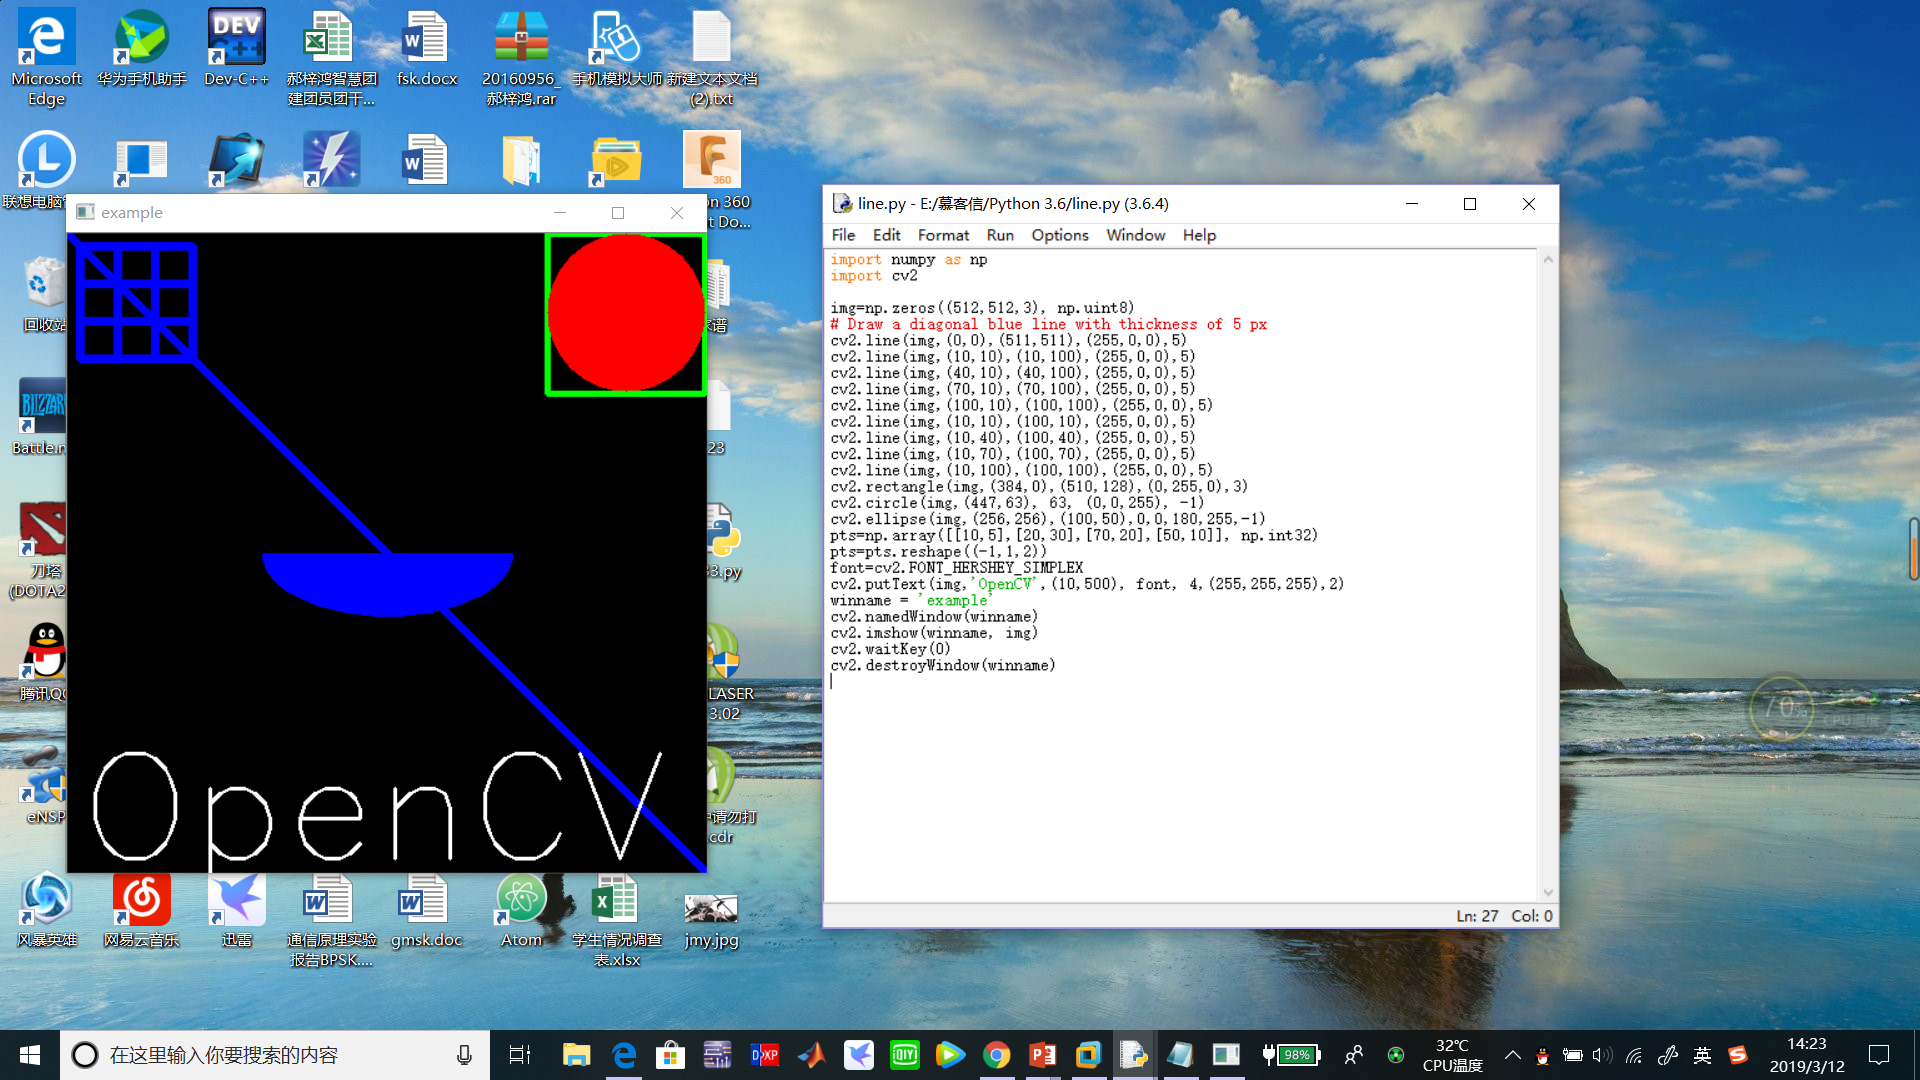 Microsoft Edge
华为手机助手
Dev-C++
郝梓鸿智慧团
建团员团干...
fsk.docx
20160956_
郝梓鸿.rar
手机模拟大师
新建文本文档
(2).txt
360
联想电脑
on 360
t Do...
回收站
BLIZZAR
Battle.n
23
刀塔
(DOTA2
33.py
腾讯QQ
LASER
3.02
eNSP
请勿打
.cdr
风暴英雄
网易云音乐
迅雷
通信原理实验
报告BPSK....
gmsk.doc
Atom
学生情况调查
表.xlsx
jmy.jpg
example
OpenCV
line.py - E:/慕客信/Python 3.6/line.py (3.6.4)
File Edit Format Run Options Window Help
import numpy as np
import cv2
img=np.zeros((512,512,3), np.uint8)
# Draw a diagonal blue line with thickness of 5 px
cv2.line(img,(0,0),(511,511),(255,0,0),5)
cv2.line(img,(10,10),(10,100),(255,0,0),5)
cv2.line(img,(40,10),(40,100),(255,0,0),5)
cv2.line(img,(70,10),(70,100),(255,0,0),5)
cv2.line(img,(100,10),(100,100),(255,0,0),5)
cv2.line(img,(10,10),(100,10),(255,0,0),5)
cv2.line(img,(10,40),(100,40),(255,0,0),5)
cv2.line(img,(10,70),(100,70),(255,0,0),5)
cv2.line(img,(10,100),(100,100),(255,0,0),5)
cv2.rectangle(img,(384,0),(510,128),(0,255,0),3)
cv2.circle(img,(447,63), 63, (0,0,255), -1)
cv2.ellipse(img,(256,256),(100,50),0,0,180,255,-1)
pts=np.array([[10,5],[20,30],[70,20],[50,10]], np.int32)
pts=pts.reshape((-1,1,2))
font=cv2.FONT_HERSHEY_SIMPLEX
cv2.putText(img,'OpenCV',(10,500), font, 4,(255,255,255),2)
winname = 'example'
cv2.namedWindow(winname)
cv2.imshow(winname, img)
cv2.waitKey(0)
cv2.destroyWindow(winname)
Ln: 27 Col: 0
70%
在这里输入你要搜索的内容
98%
32℃
CPU温度
英
14:23
2019/3/12